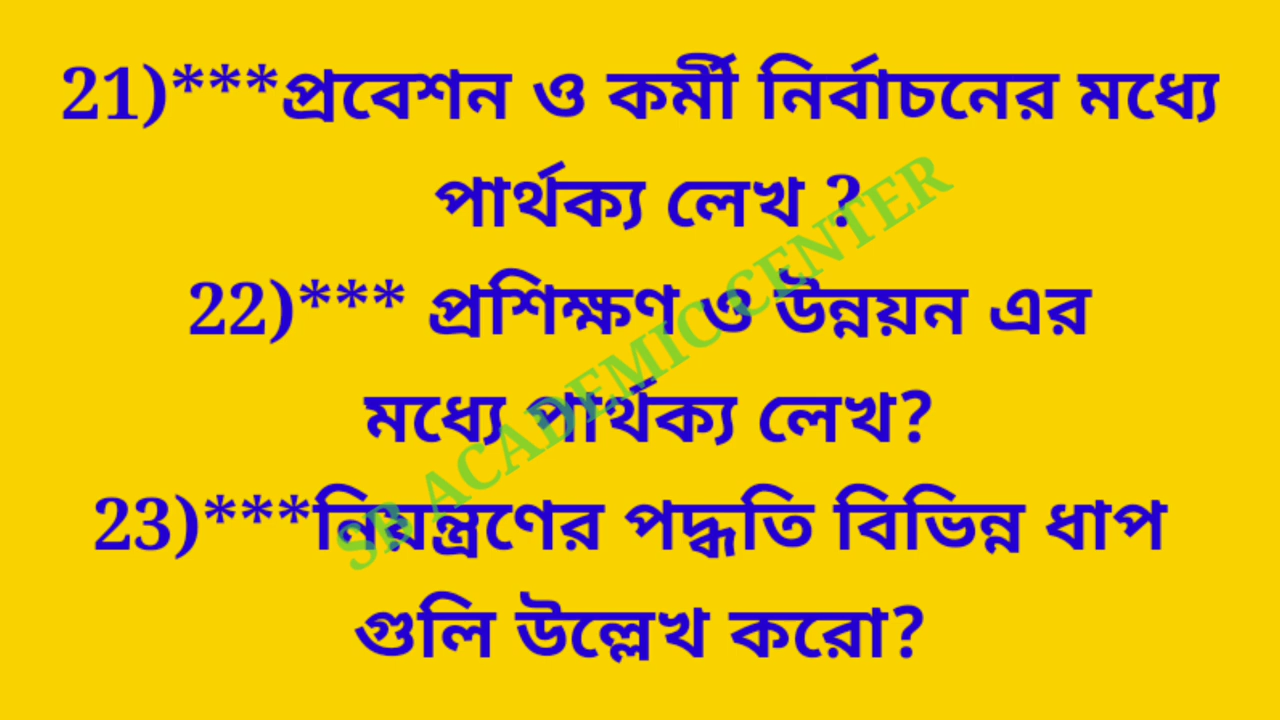 21)***প্রবেশন ও কর্মী নির্বাচনের মধ্যে
পার্থক্য লেখ ?
22)*** প্রশিক্ষণ ও উন্নয়ন এর
মধ্যে পার্থক্য লেখ?
23)***নিয়ন্ত্রণের পদ্ধতি বিভিন্ন ধাপ
গুলি উল্লেখ করো?
SR ACADEMIC CENTER